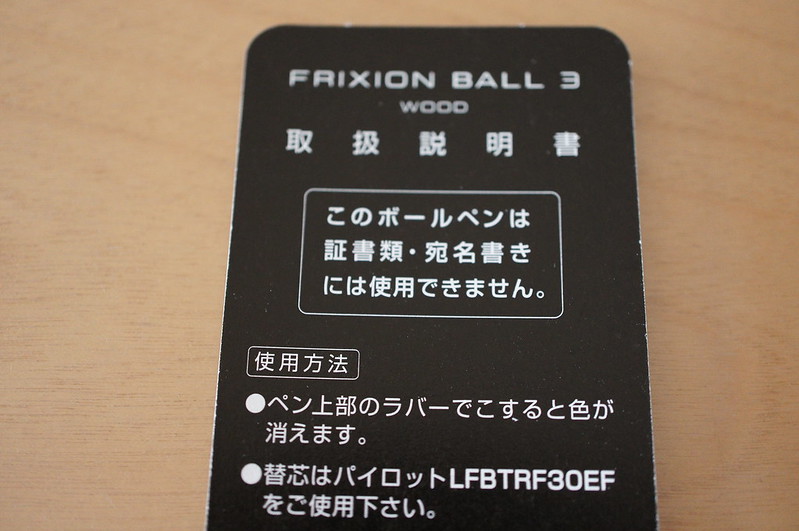 FRIXION BALL 3
WOOD
取扱説明書
このボールペンは
証書類・宛名書き
には使用できません。
使用方法
●ペン上部のラバーでこすると色が
消えます。
●替芯はパイロットLFBTRF30EF
をご使用下さい。